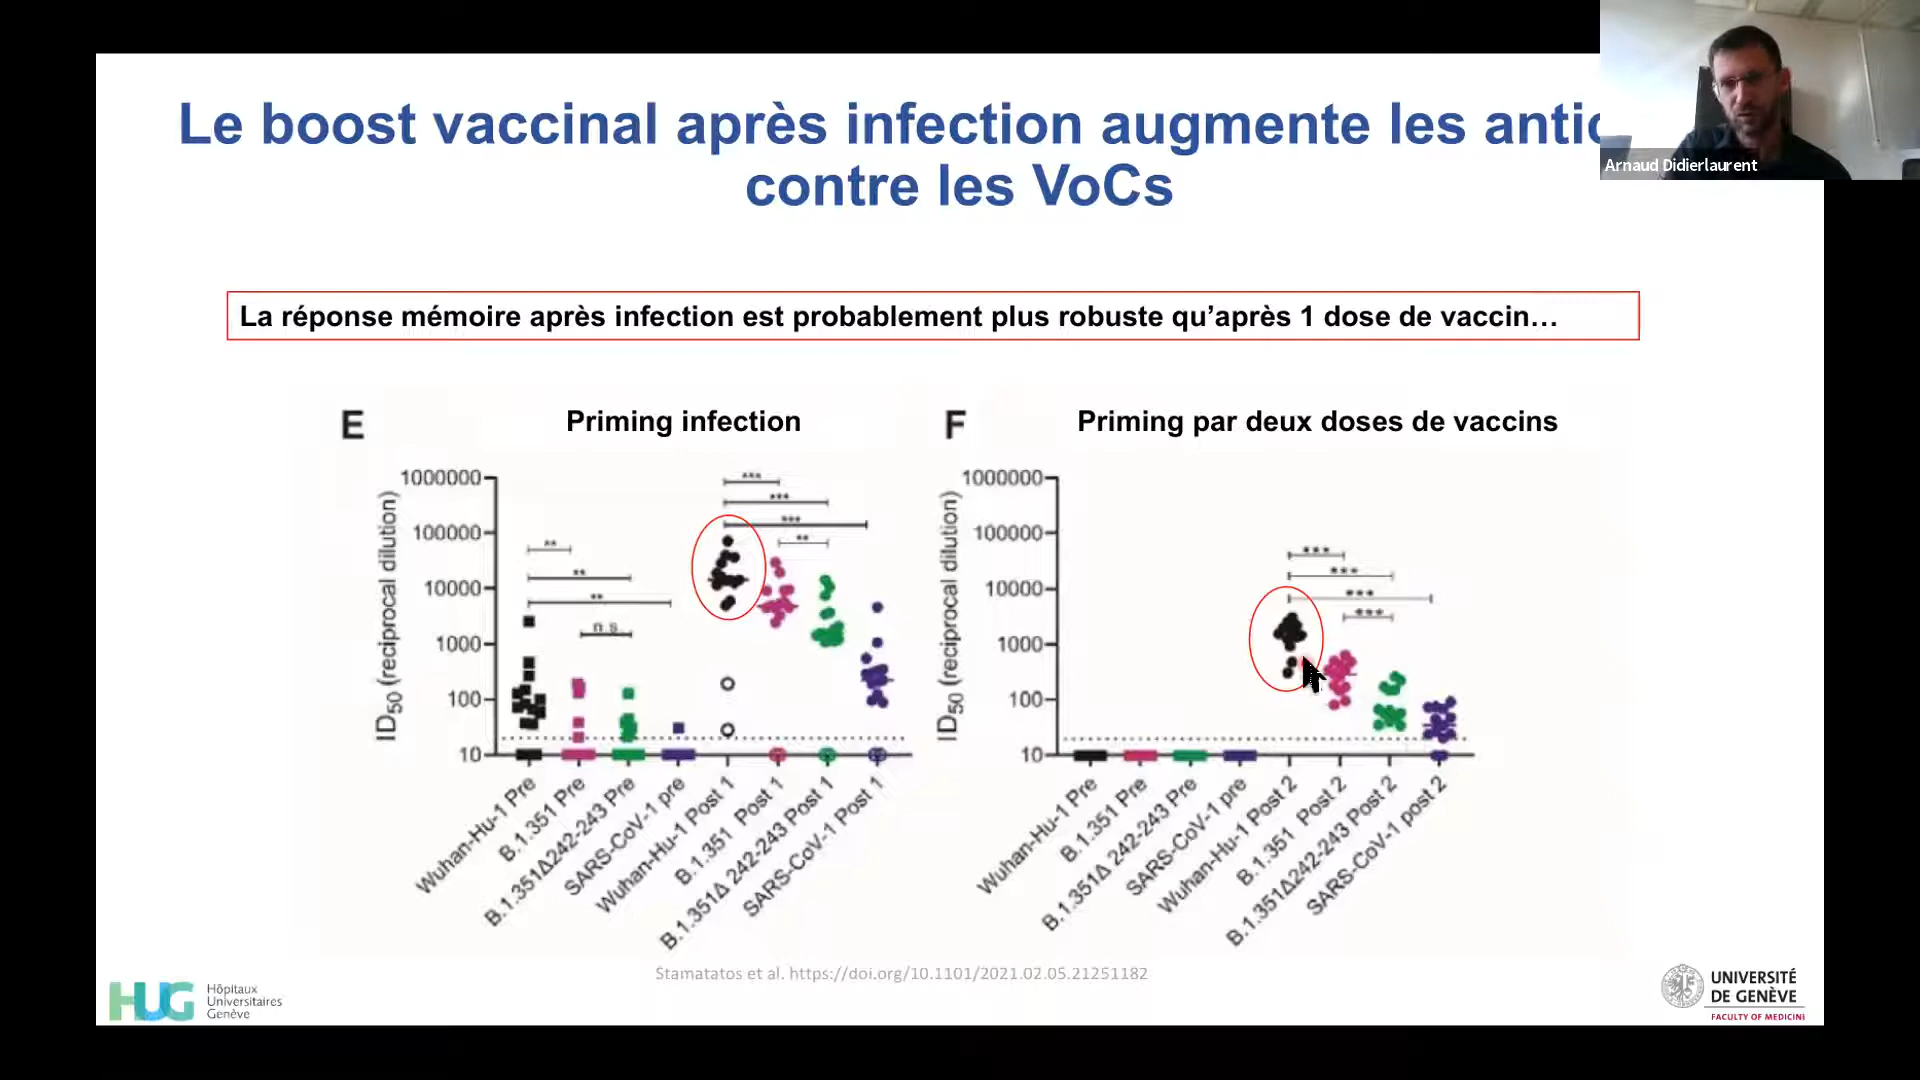 Le boost vaccinal après infection augmente les
contre les VoCs
Arnaud Didierlaurent
La réponse mémoire après infection est probablement plus robuste qu’après 1 dose de vaccin…
E
Priming infection
ID50 (reciprocal dilution)
1000000
100000
10000
1000
100
10
***
***
***
**
**
**
**
n.s.
Wuhan-Hu-1 Pre
B.1.351 Pre
B.1.351Δ242-243 Pre
SARS-CoV-1 pre
Wuhan-Hu-1 Post 1
B.1.351 Post 1
B.1.351Δ 242-243 Post 1
SARS-CoV-1 Post 1
F
Priming par deux doses de vaccins
ID50 (reciprocal dilution)
1000000
100000
10000
1000
100
10
***
***
***
***
Wuhan-Hu-1 Pre
B.1.351 Pre
B.1.351Δ 242-243 Pre
SARS-CoV-1 pre
Wuhan-Hu-1 Post 2
B.1.351 Post 2
B.1.351Δ242-243 Post 2
SARS-CoV-1 post 2
Stamatatos et al. https://doi.org/10.1101/2021.02.05.21251182
HUG
Hôpitaux
Universitaires
Genève
UNIVERSITÉ
DE GENÈVE
FACULTY OF MEDICINE